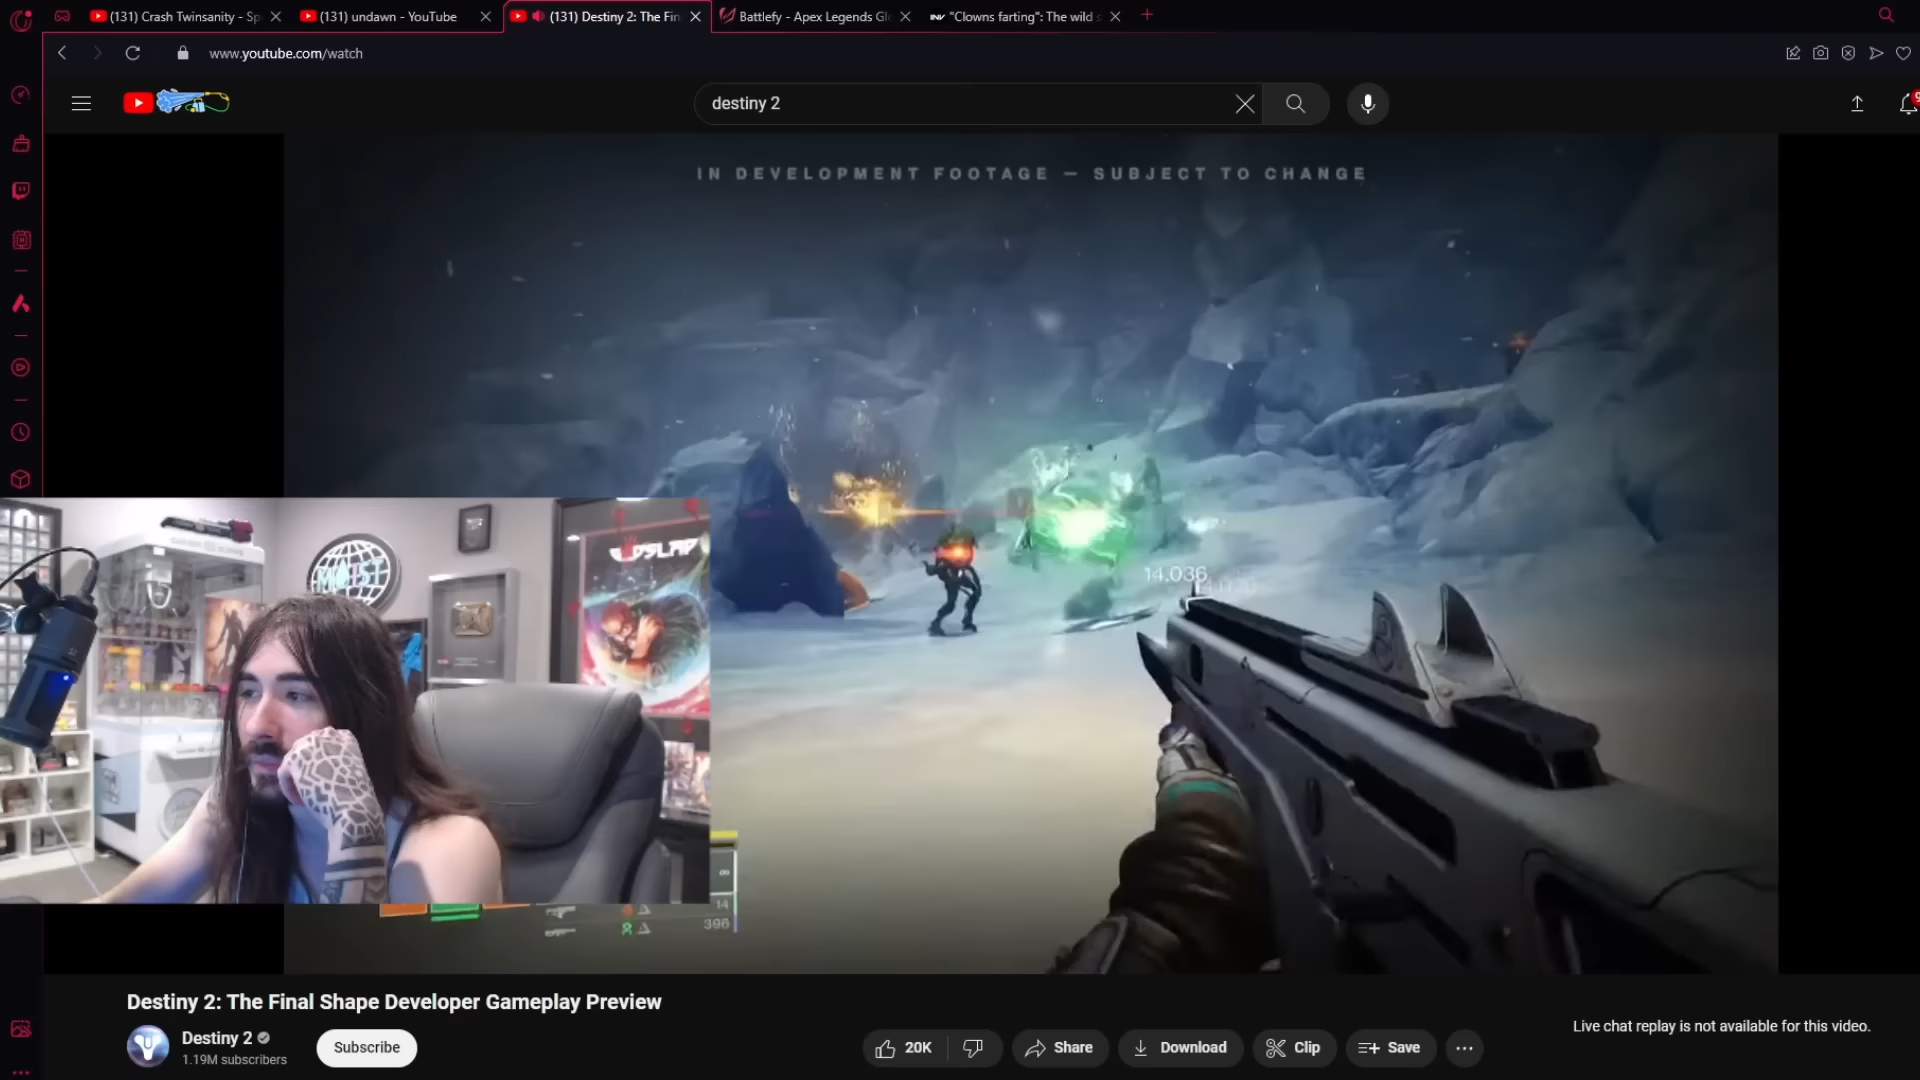 (131) Crash Twinsanity - Sp
(131) undawn - YouTube
(131) Destiny 2: The Fin
Battlefy - Apex Legends Gl
"Clowns farting": The wild s
www.youtube.com/watch
destiny 2
9
IN DEVELOPMENT FOOTAGE — SUBJECT TO CHANGE
14,036
MOIST
14
396
Destiny 2: The Final Shape Developer Gameplay Preview
Destiny 2
1.19M subscribers
Subscribe
20K
Share
Download
Clip
Save
Live chat replay is not available for this video.